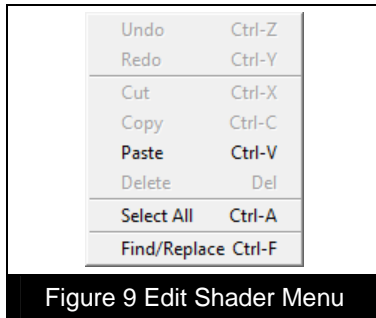 Undo Ctrl-Z
Redo Ctrl-Y
Cut Ctrl-X
Copy Ctrl-C
Paste Ctrl-V
Delete Del
Select All Ctrl-A
Find/Replace Ctrl-F
Figure 9 Edit Shader Menu